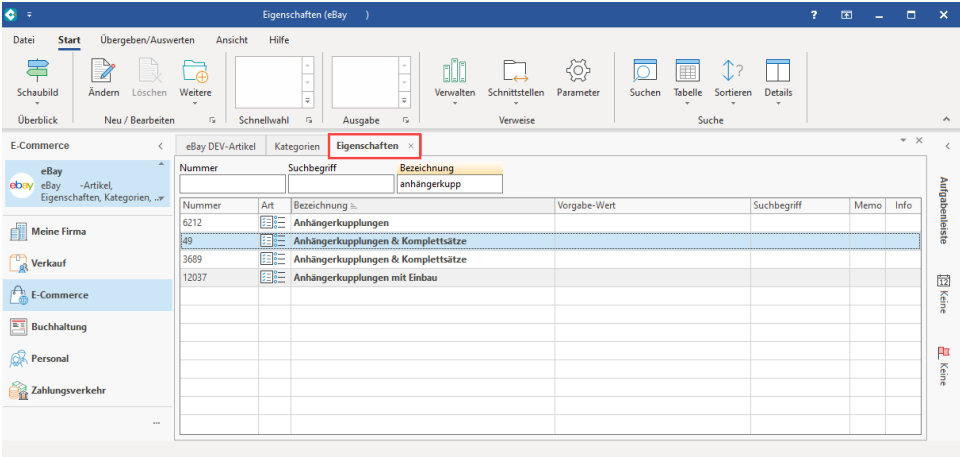 Eigenschaften (eBay )
?
Datei Start Übergeben/Auswerten Ansicht Hilfe
Schaubild Ändern Löschen Weitere Verwalten Schnittstellen Parameter Suchen Tabelle Sortieren Details
Überblick Neu / Bearbeiten Schnellwahl Ausgabe Verweise Suche
E-Commerce
eBay DEV-Artikel Kategorien Eigenschaften ×
ebay
eBay
eBay -Artikel,
Eigenschaften, Kategorien, ...
Meine Firma
Verkauf
E-Commerce
Buchhaltung
Personal
Zahlungsverkehr
...
Nummer Suchbegriff Bezeichnung
anhängerkupp
Nummer Art Bezeichnung Vorgabe-Wert Suchbegriff Memo Info
6212 Anhängerkupplungen
49 Anhängerkupplungen & Komplettsätze
3689 Anhängerkupplungen & Komplettsätze
12037 Anhängerkupplungen mit Einbau
Aufgabenleiste
12
Keine
Keine